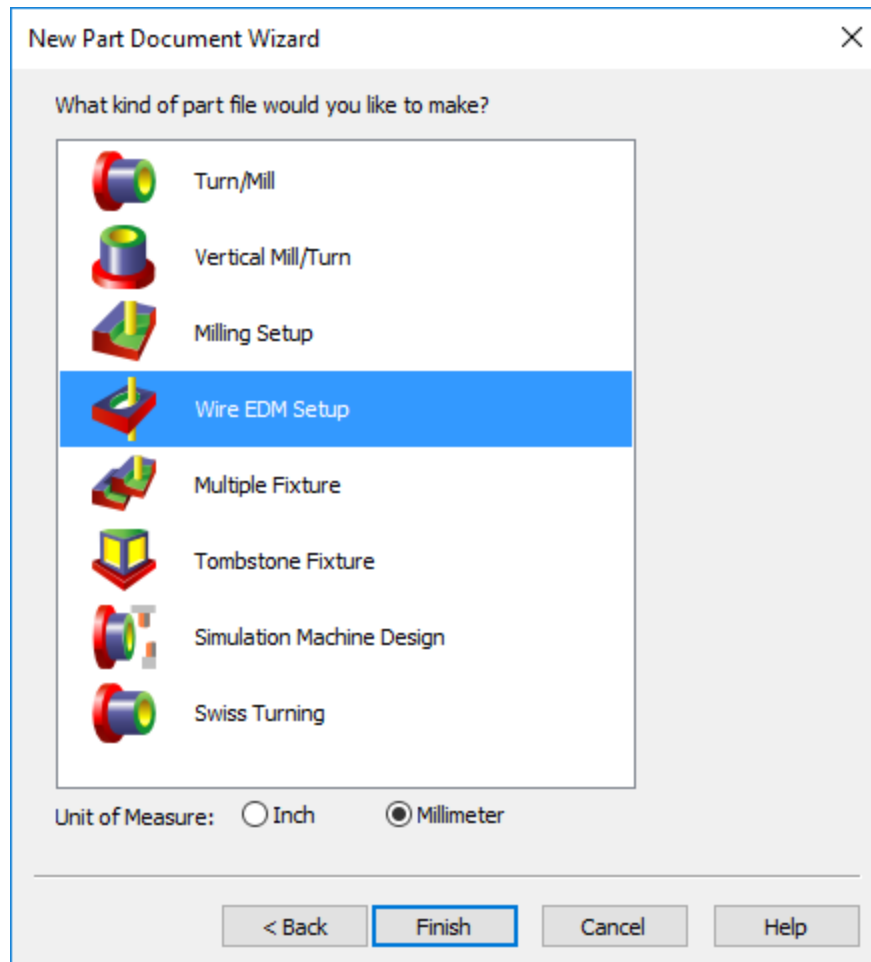 New Part Document Wizard
What kind of part file would you like to make?
Turn/Mill
Vertical Mill/Turn
Milling Setup
Wire EDM Setup
Multiple Fixture
Tombstone Fixture
Simulation Machine Design
Swiss Turning
Unit of Measure: Inch Millimeter
< Back Finish Cancel Help